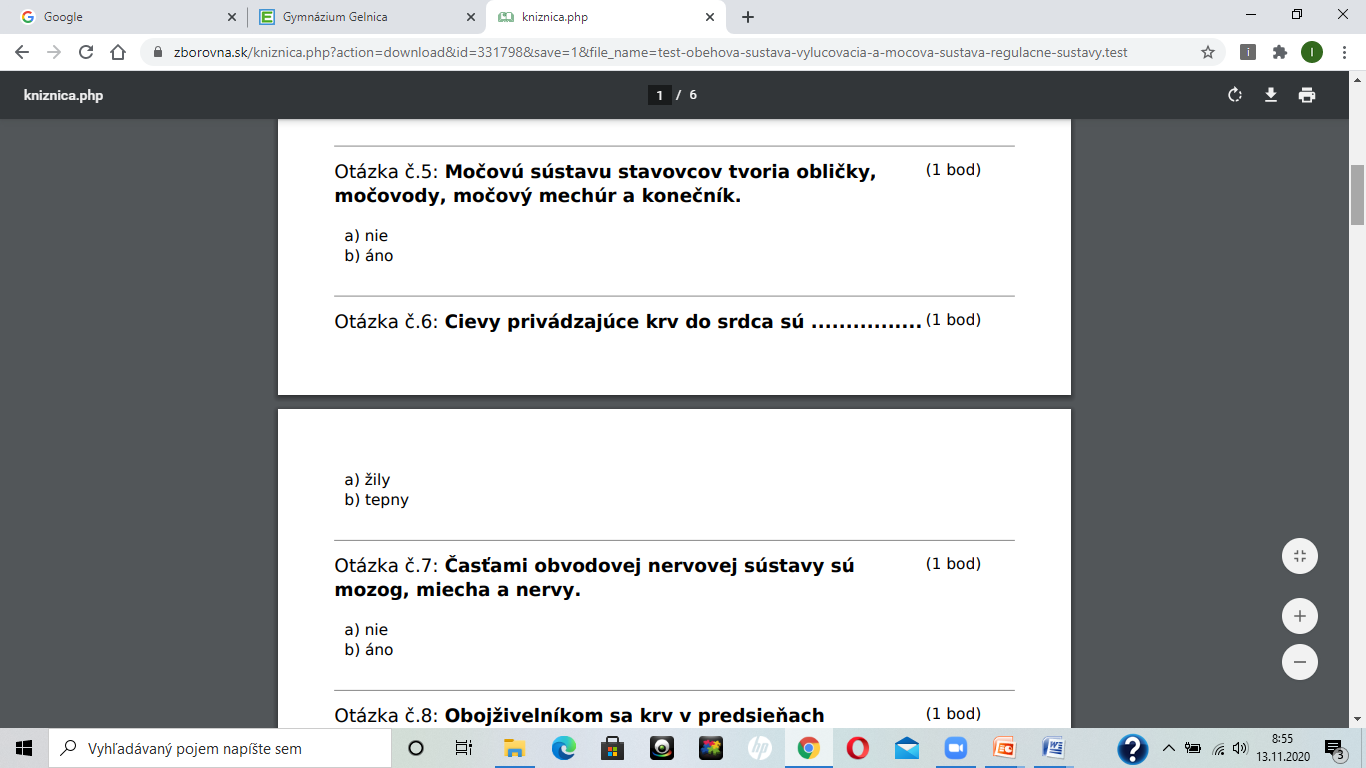 Google
Gymnázium Gelnica
kniznica.php
zborovna.sk/kniznica.php?action=download&id=331798&save=1&file_name=test-obehova-sustava-vylucovacia-a-mocova-sustava-regulacne-sustavy.test
I
kniznica.php
1 / 6
Otázka č.5: Močovú sústavu stavovcov tvoria obličky, (1 bod)
močovody, močový mechúr a konečník.
a) nie
b) áno
Otázka č.6: Cievy privádzajúce krv do srdca sú ................ (1 bod)
a) žily
b) tepny
Otázka č.7: Časťami obvodovej nervovej sústavy sú (1 bod)
mozog, miecha a nervy.
a) nie
b) áno
Otázka č.8: Obojživelníkom sa krv v predsieňach (1 bod)
Vyhľadávaný pojem napíšte sem
8:55
13.11.2020
3